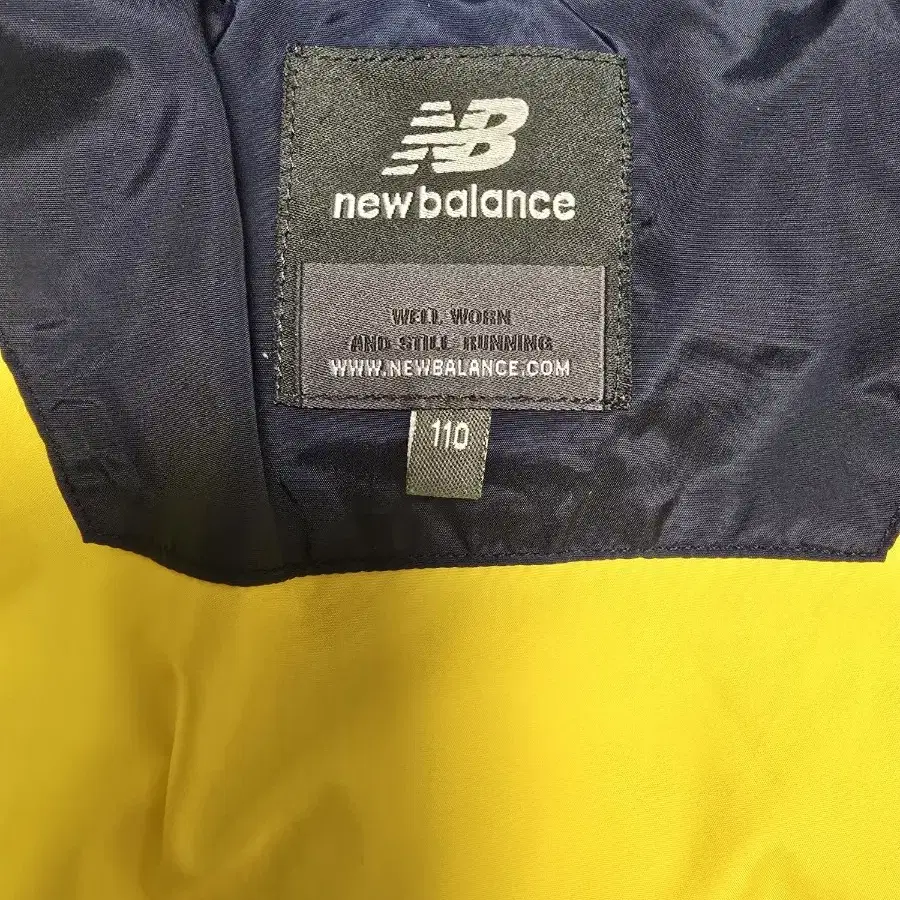 NB
new balance
WELL WORN
AND STILL RUNNING
WWW.NEWBALANCE.COM
110